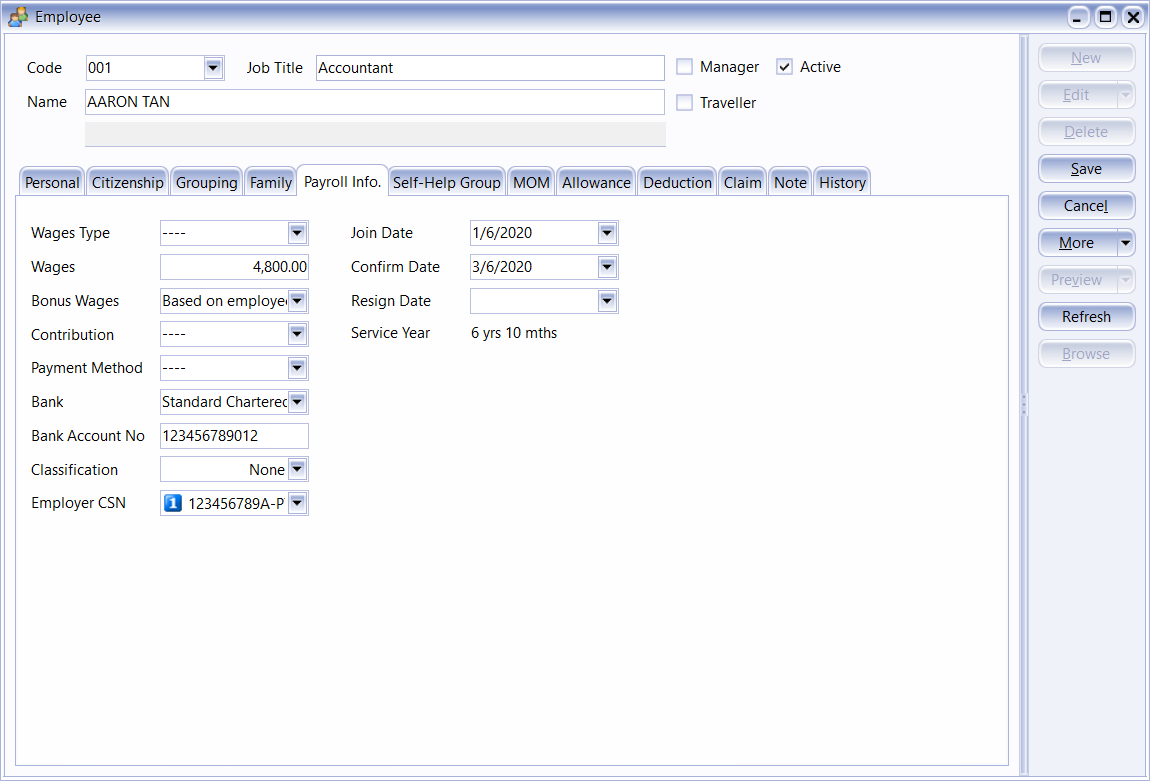 Employee
Code 001 Job Title Accountant Manager Active New
Name AARON TAN Traveller Edit
Delete
Save
Personal Citizenship Grouping Family Payroll Info. Self-Help Group MOM Allowance Deduction Claim Note History
Cancel
Wages Type ---- Join Date 1/6/2020 More
Wages 4,800.00 Confirm Date 3/6/2020 Preview
Bonus Wages Based on employee Resign Date Refresh
Contribution ---- Service Year 6 yrs 10 mths Browse
Payment Method ----
Bank Standard Chartered
Bank Account No 123456789012
Classification None
Employer CSN 1 123456789A-P